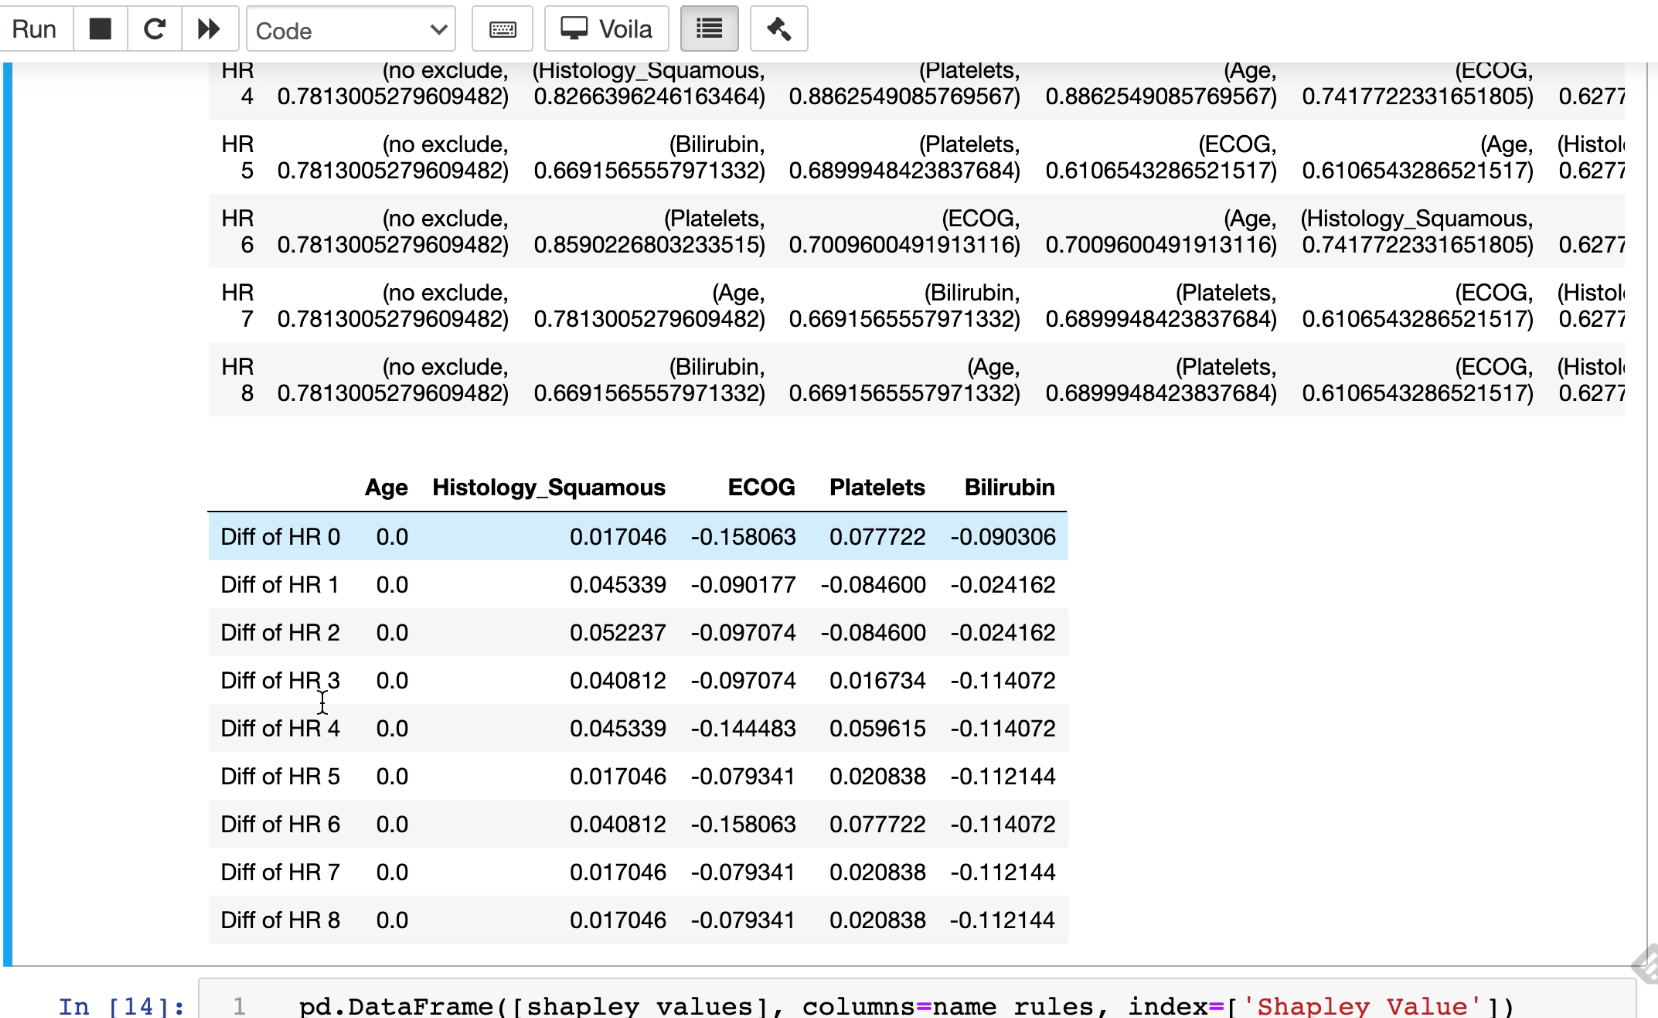 Run Code Voila
HR (no exclude, (Histology_Squamous, (Platelets, (Age, (ECOG,
4 0.7813005279609482) 0.8266396246163464) 0.8862549085769567) 0.8862549085769567) 0.7417722331651805) 0.6277
HR (no exclude, (Bilirubin, (Platelets, (ECOG, (Age, (Histol
5 0.7813005279609482) 0.6691565557971332) 0.6899948423837684) 0.6106543286521517) 0.6106543286521517) 0.6277
HR (no exclude, (Platelets, (ECOG, (Age, (Histology_Squamous,
6 0.7813005279609482) 0.8590226803233515) 0.7009600491913116) 0.7009600491913116) 0.7417722331651805) 0.6277
HR (no exclude, (Age, (Bilirubin, (Platelets, (ECOG, (Histol
7 0.7813005279609482) 0.7813005279609482) 0.6691565557971332) 0.6899948423837684) 0.6106543286521517) 0.6277
HR (no exclude, (Bilirubin, (Age, (Platelets, (ECOG, (Histol
8 0.7813005279609482) 0.6691565557971332) 0.6691565557971332) 0.6899948423837684) 0.6106543286521517) 0.6277
Age Histology_Squamous ECOG Platelets Bilirubin
Diff of HR 0 0.0 0.017046 -0.158063 0.077722 -0.090306
Diff of HR 1 0.0 0.045339 -0.090177 -0.084600 -0.024162
Diff of HR 2 0.0 0.052237 -0.097074 -0.084600 -0.024162
Diff of HR 3 0.0 0.040812 -0.097074 0.016734 -0.114072
Diff of HR 4 0.0 0.045339 -0.144483 0.059615 -0.114072
Diff of HR 5 0.0 0.017046 -0.079341 0.020838 -0.112144
Diff of HR 6 0.0 0.040812 -0.158063 0.077722 -0.114072
Diff of HR 7 0.0 0.017046 -0.079341 0.020838 -0.112144
Diff of HR 8 0.0 0.017046 -0.079341 0.020838 -0.112144
In [14]: 1 pd.DataFrame([shapley_values], columns=name_rules, index=['Shapley Value'])